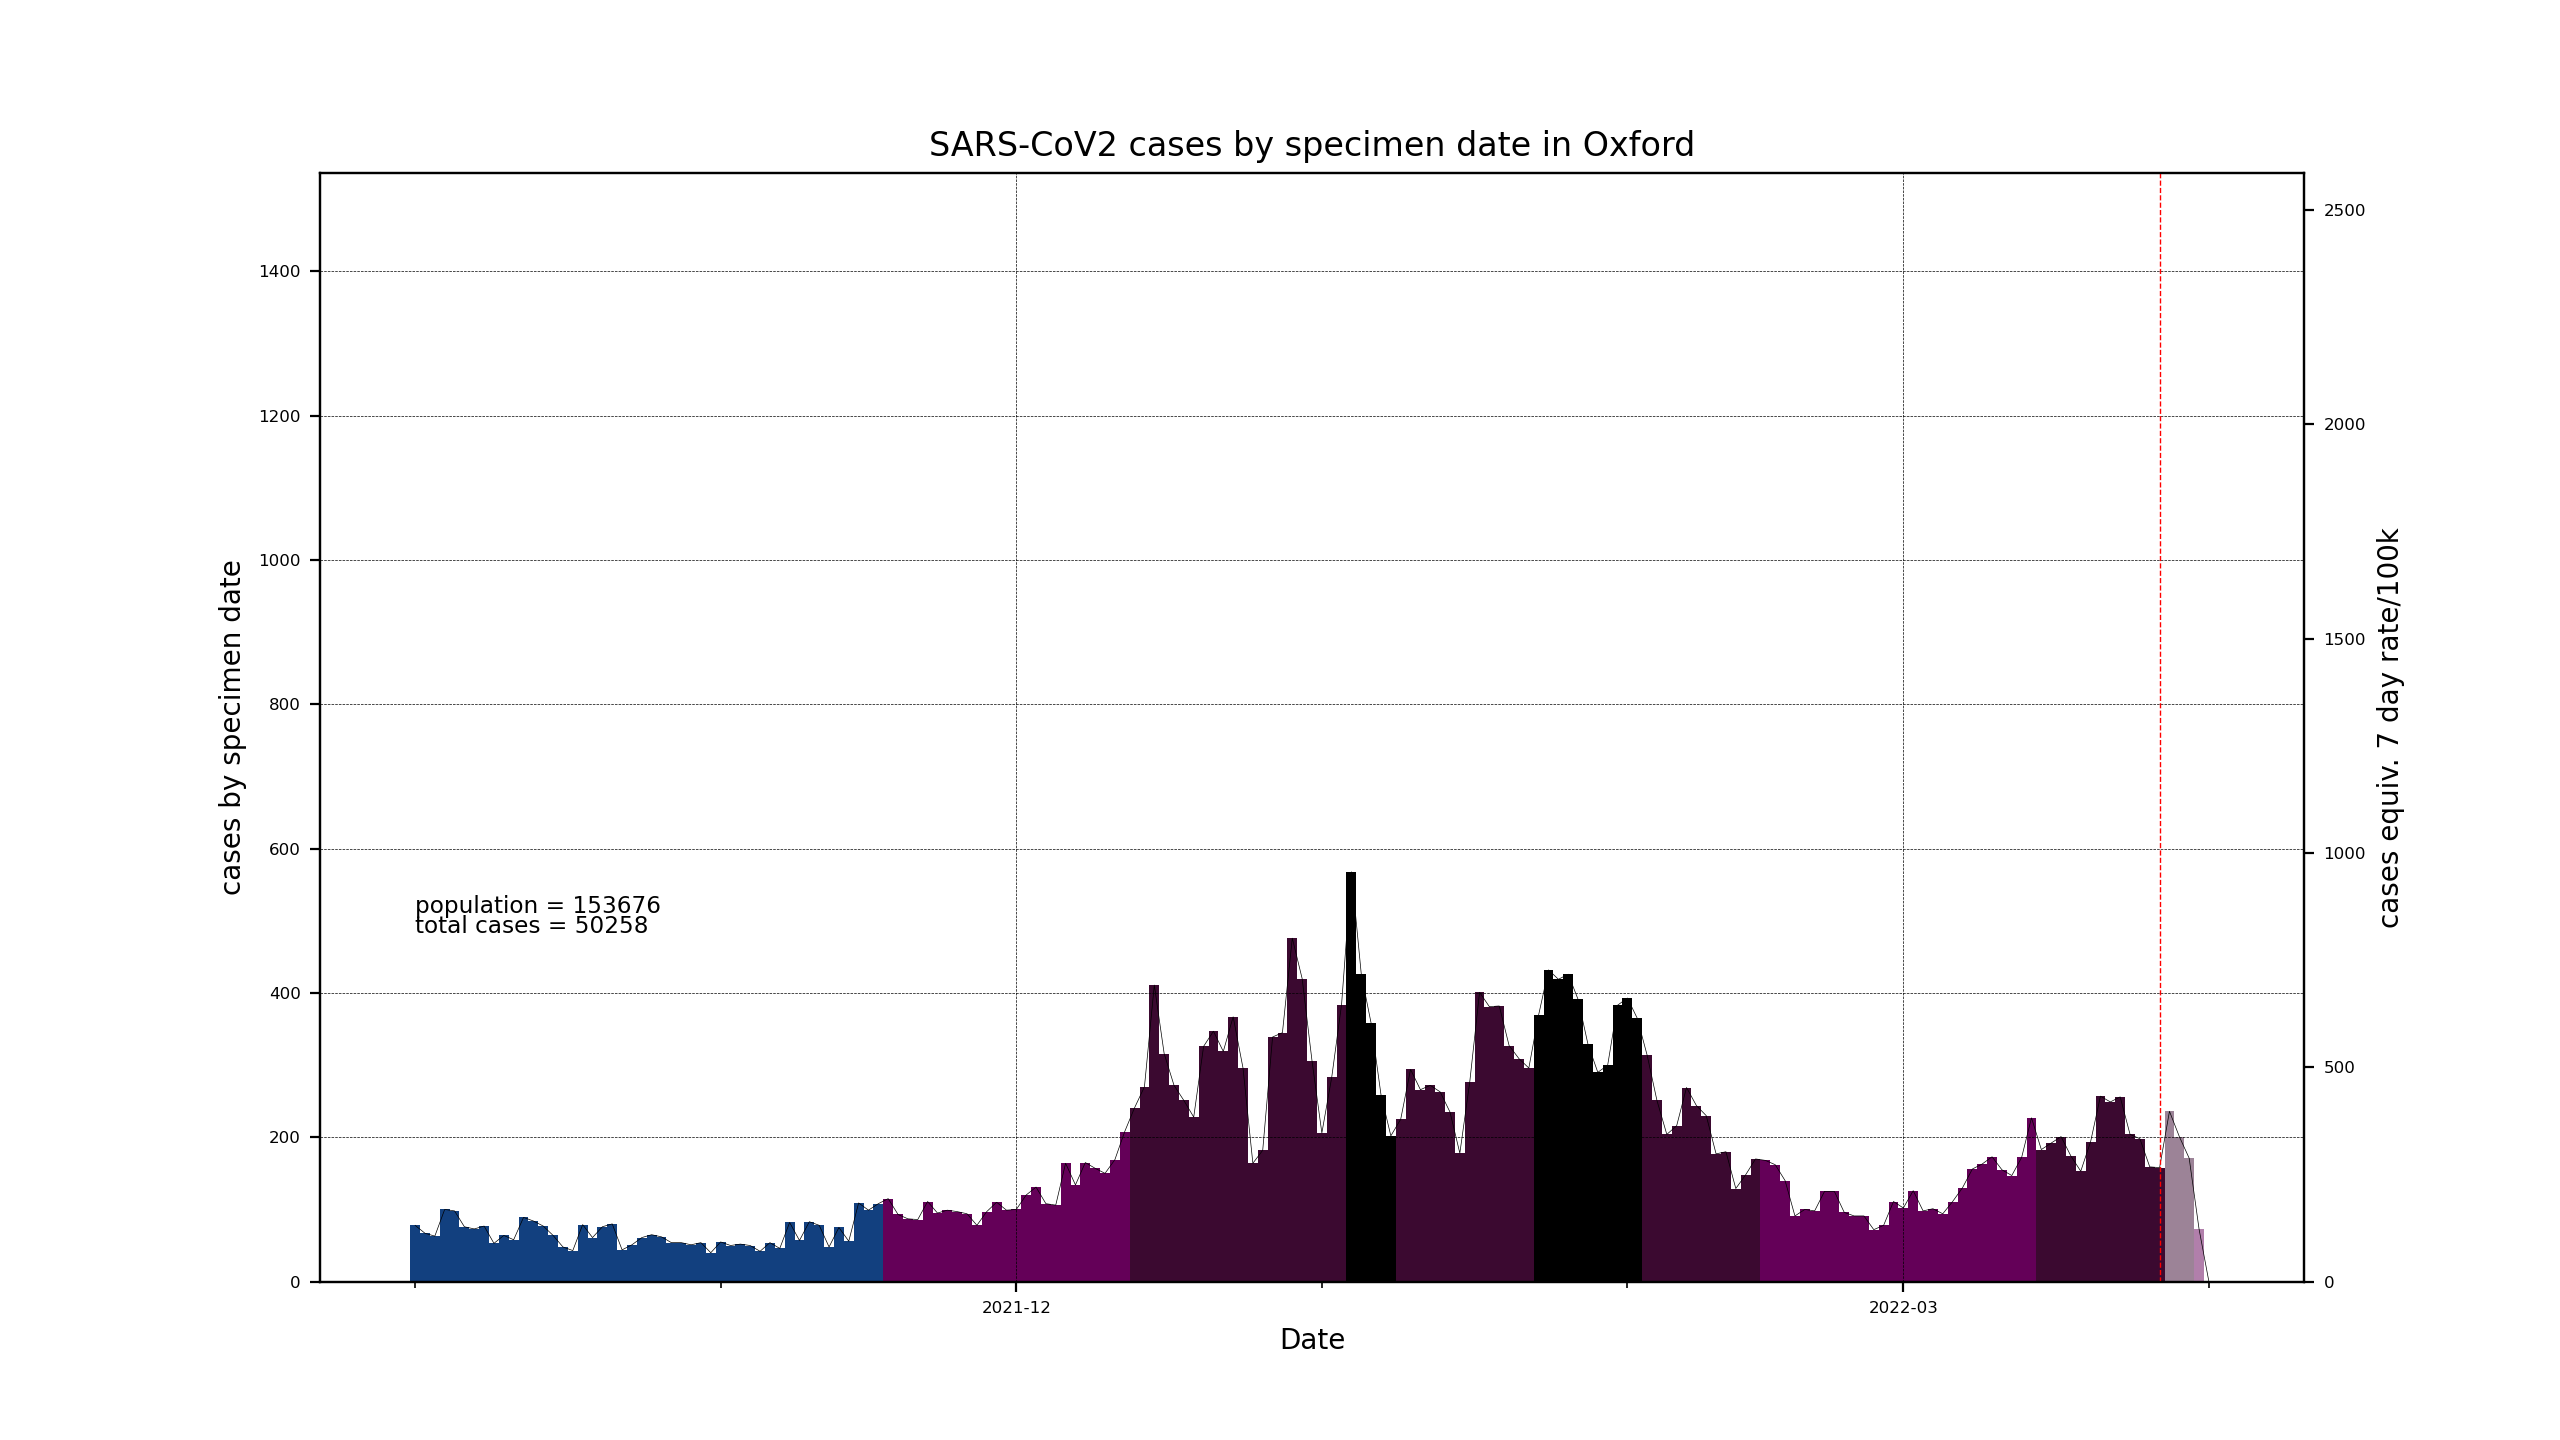 SARS-CoV2 cases by specimen date in Oxford
cases by specimen date
1400
1200
1000
800
600
400
200
0
population = 153676
total cases = 50258
2500
2000
1500
1000
500
0
cases equiv. 7 day rate/100k
2021-12
2022-03
Date